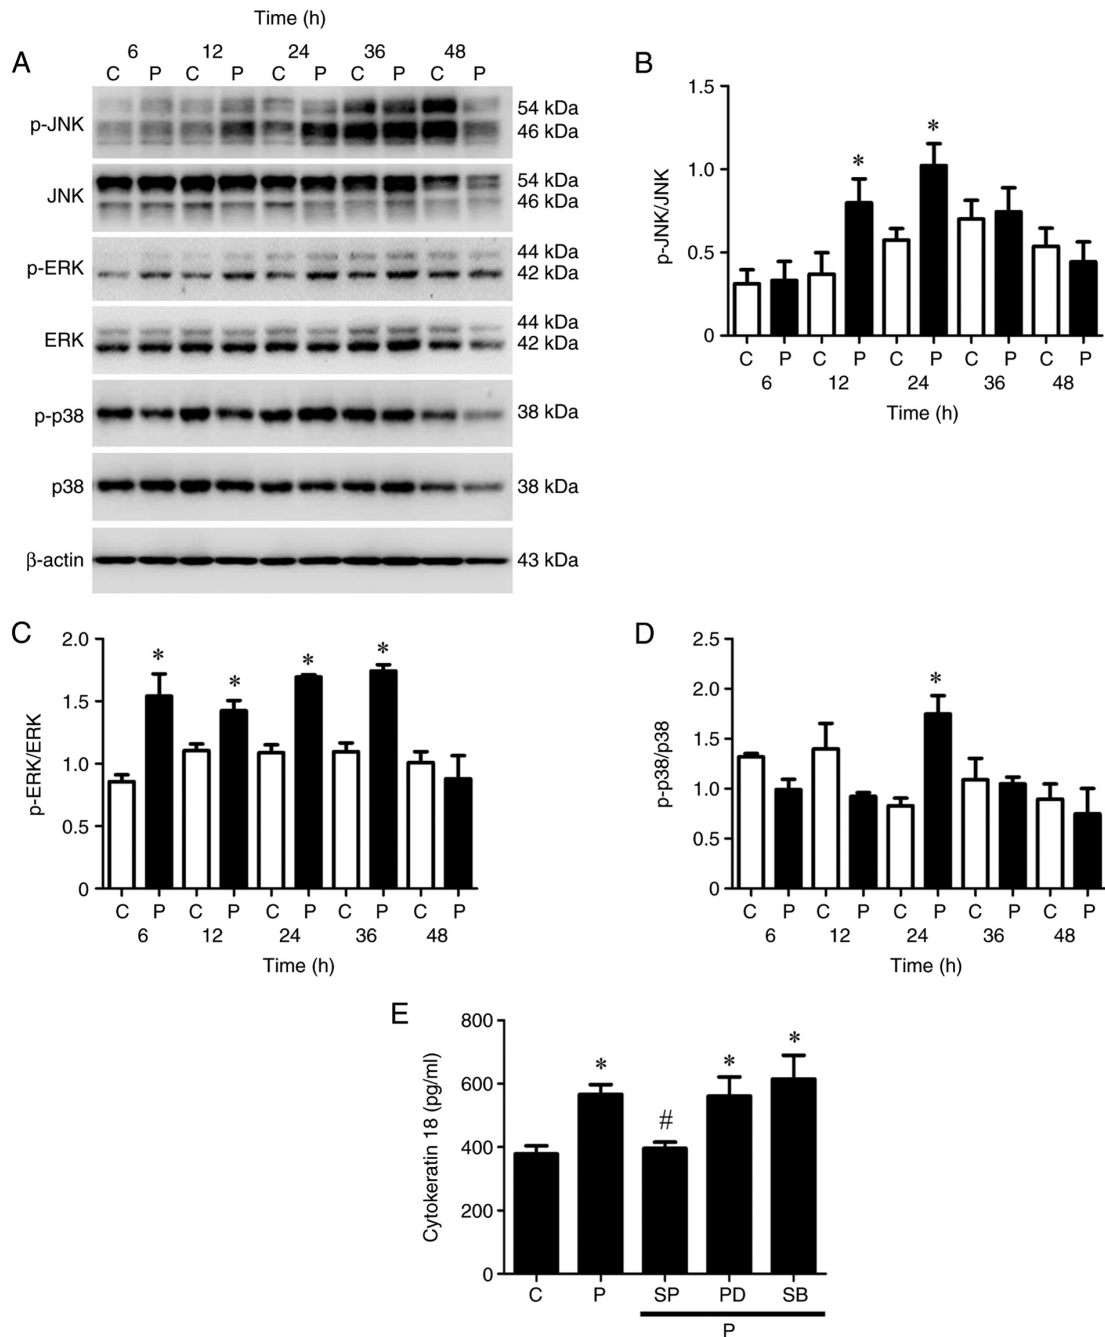 Time (h)
A
6 12 24 36 48
C P C P C P C P C P
p-JNK
54 kDa
46 kDa
JNK
54 kDa
46 kDa
p-ERK
44 kDa
42 kDa
ERK
44 kDa
42 kDa
p-p38
38 kDa
p38
38 kDa
β-actin
43 kDa
B
p-JNK/JNK
1.5
1.0
0.5
0
* *
C P C P C P C P C P
6 12 24 36 48
Time (h)
C
p-ERK/ERK
2.0
1.5
1.0
0.5
0
* * * *
C P C P C P C P C P
6 12 24 36 48
Time (h)
D
p-p38/p38
2.5
2.0
1.5
1.0
0.5
0
*
C P C P C P C P C P
6 12 24 36 48
Time (h)
E
Cytokeratin 18 (pg/ml)
800
600
400
200
0
* # * *
C P SP PD SB
P